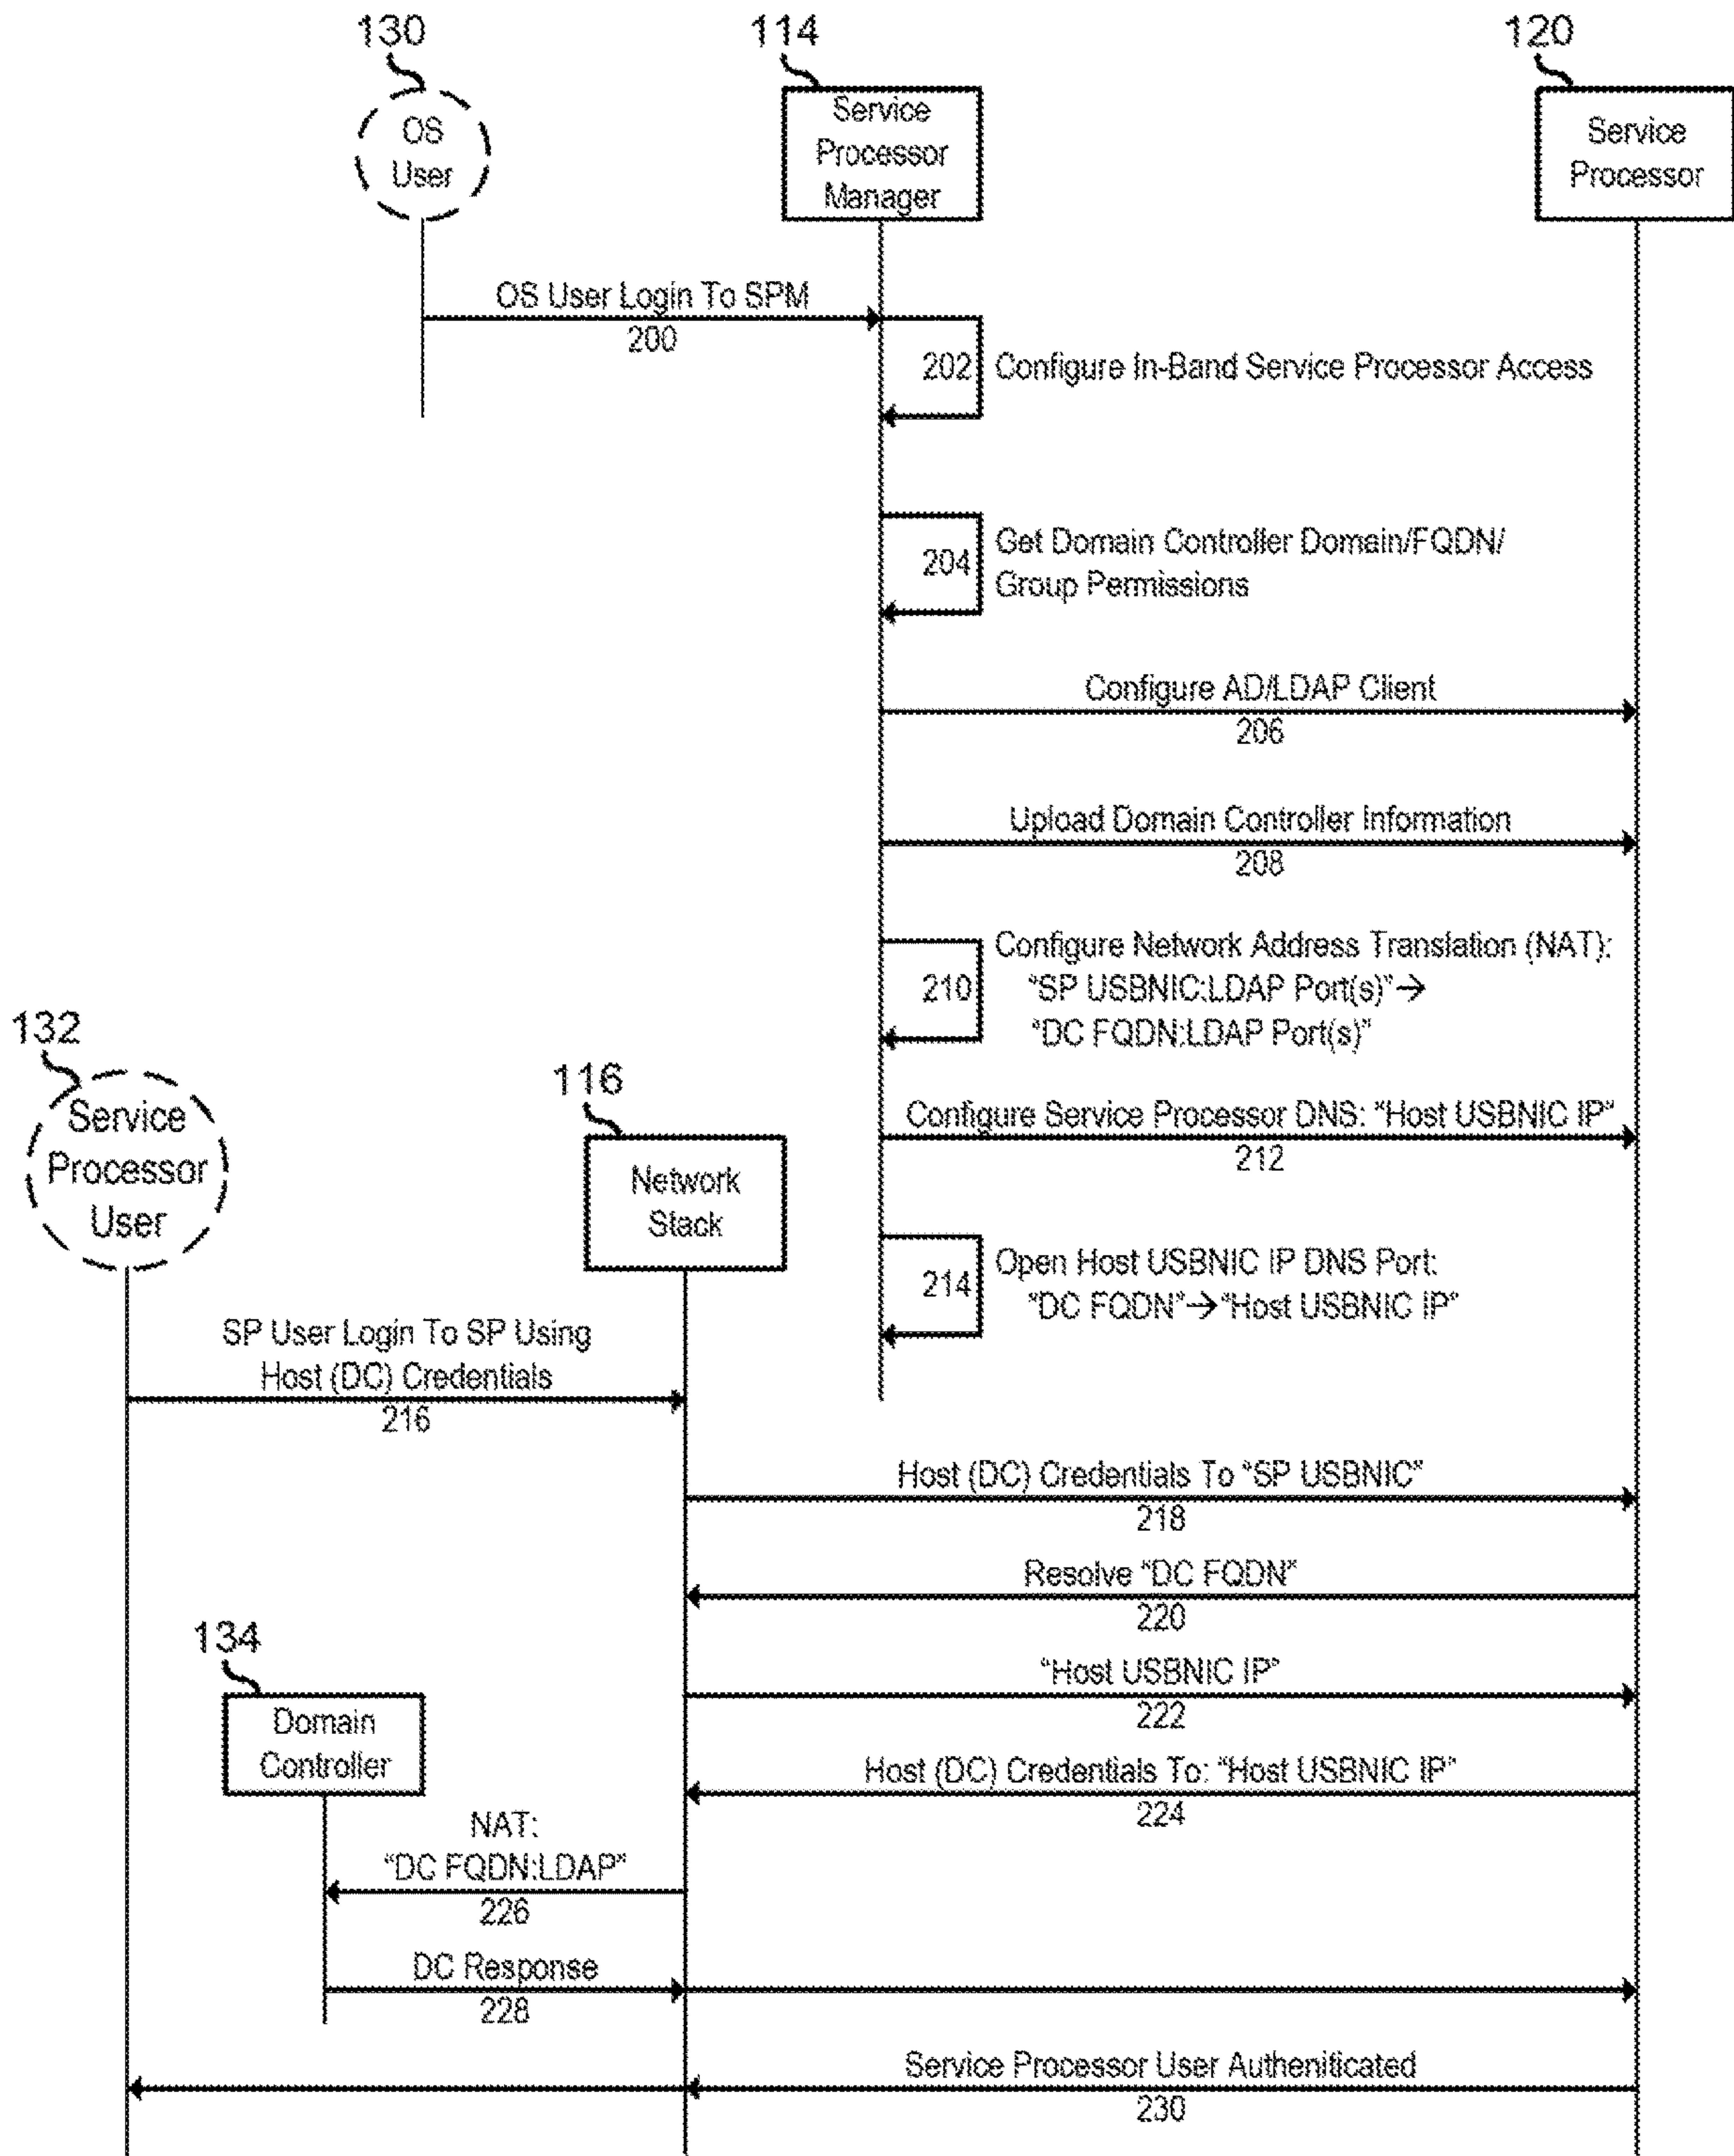 130
114
120
OS
User
Service
Processor
Manager
Service
Processor
OS User Login To SPM
200
202
Configure In-Band Service Processor Access
204
Get Domain Controller Domain/FQDN/
Group Permissions
Configure AD/LDAP Client
206
Upload Domain Controller Information
208
210
Configure Network Address Translation (NAT):
"SP USBNIC:LDAP Port(s)"→
"DC FQDN:LDAP Port(s)"
132
Service
Processor
User
116
Network
Stack
Configure Service Processor DNS: "Host USBNIC IP"
212
214
Open Host USBNIC IP DNS Port:
"DC FQDN"→"Host USBNIC IP"
SP User Login To SP Using
Host (DC) Credentials
216
Host (DC) Credentials To "SP USBNIC"
218
Resolve "DC FQDN"
220
134
Domain
Controller
"Host USBNIC IP"
222
Host (DC) Credentials To: "Host USBNIC IP"
224
NAT:
"DC FQDN:LDAP"
226
DC Response
228
Service Processor User Autheniticated
230